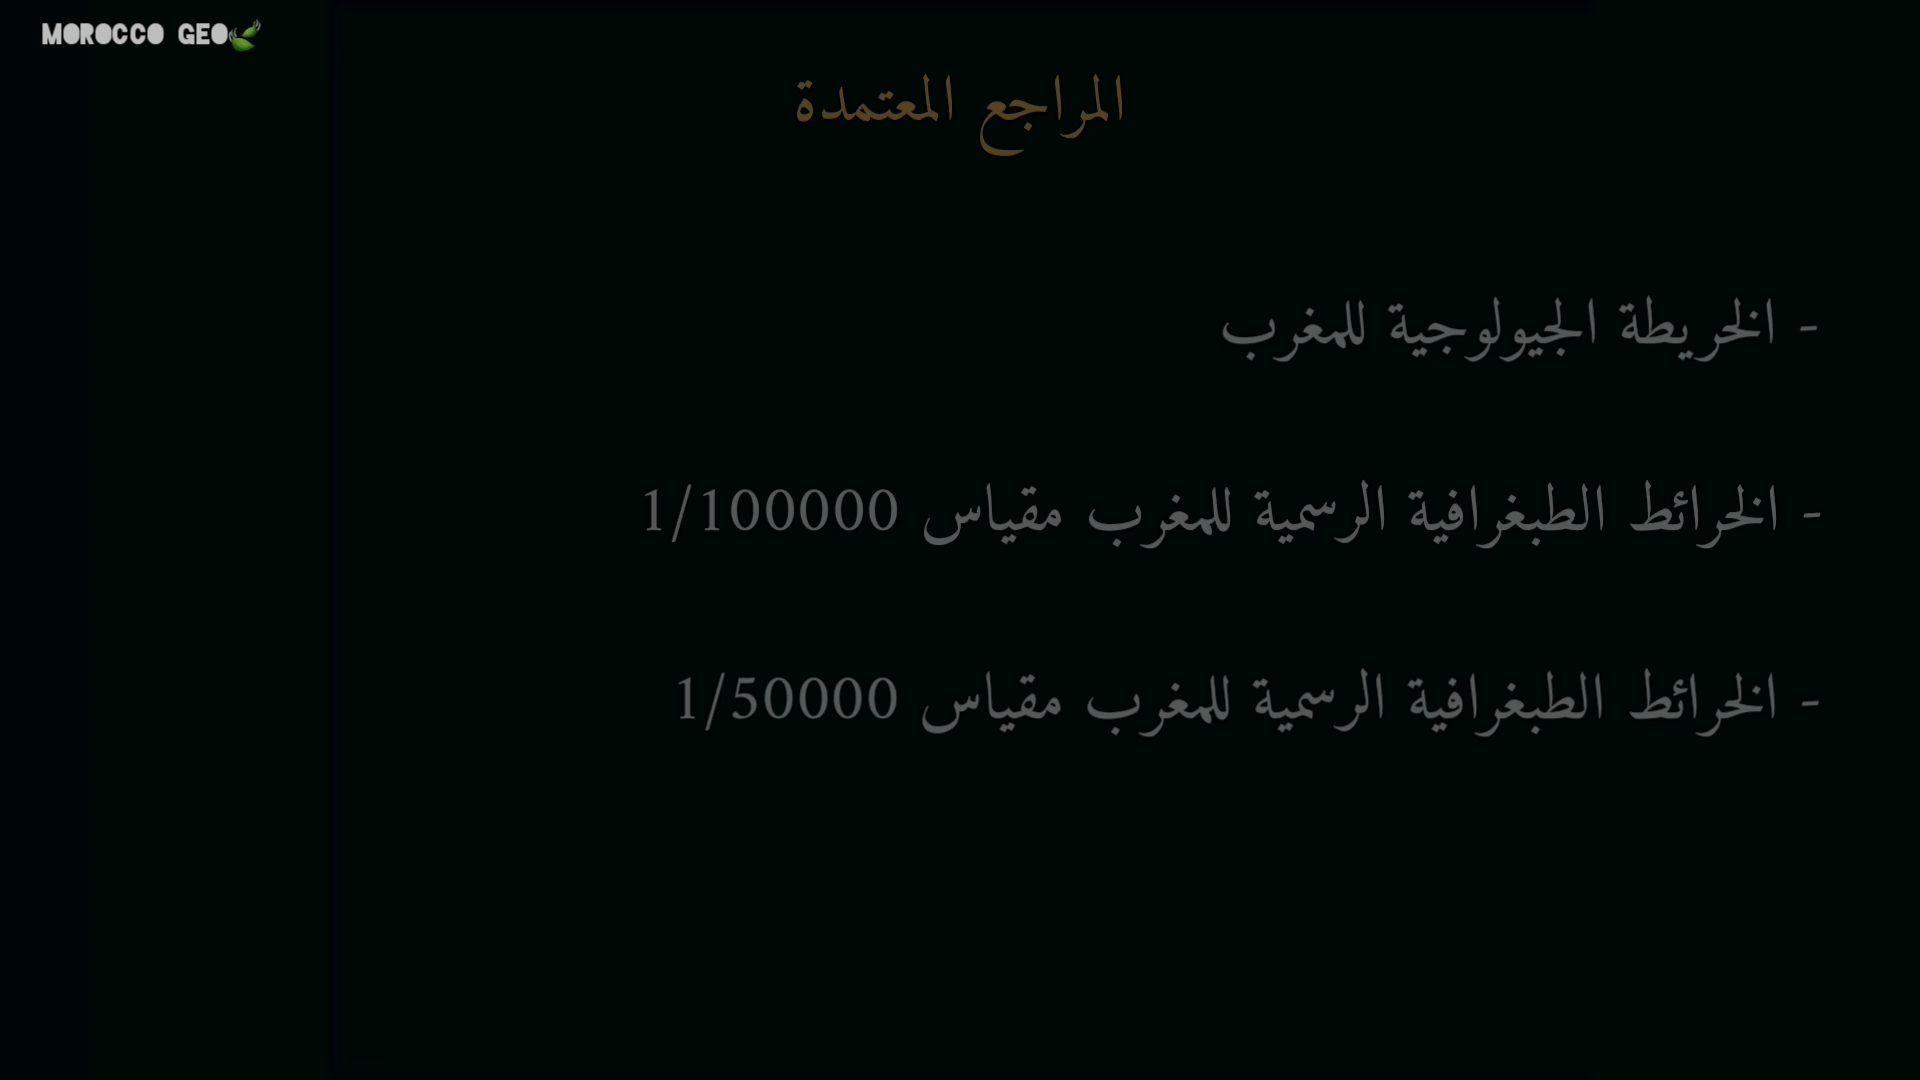 MOROCCO GEO
المراجع المعتمدة
- الخريطة الجيولوجية للمغرب
- الخرائط الطبغرافية الرسمية للمغرب مقياس 1/100000
- الخرائط الطبغرافية الرسمية للمغرب مقياس 1/50000